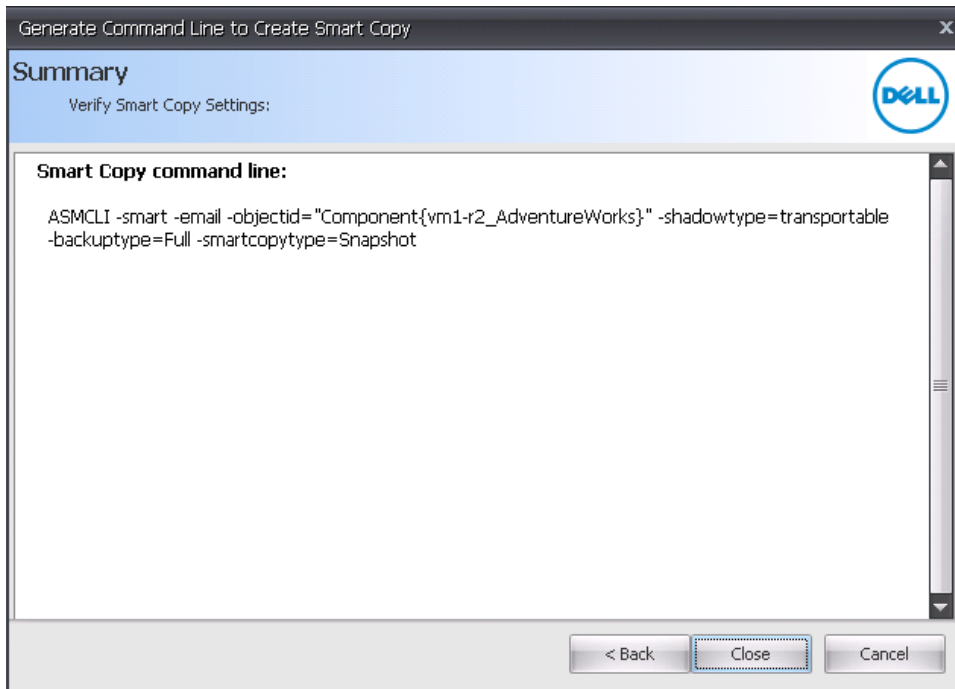 Generate Command Line to Create Smart Copy
x
Summary
Verify Smart Copy Settings:
DELL
Smart Copy command line:
ASMCLI -smart -email -objectid="Component{vm1-r2_AdventureWorks}" -shadowtype=transportable
-backuptype=Full -smartcopytype=Snapshot
< Back
Close
Cancel